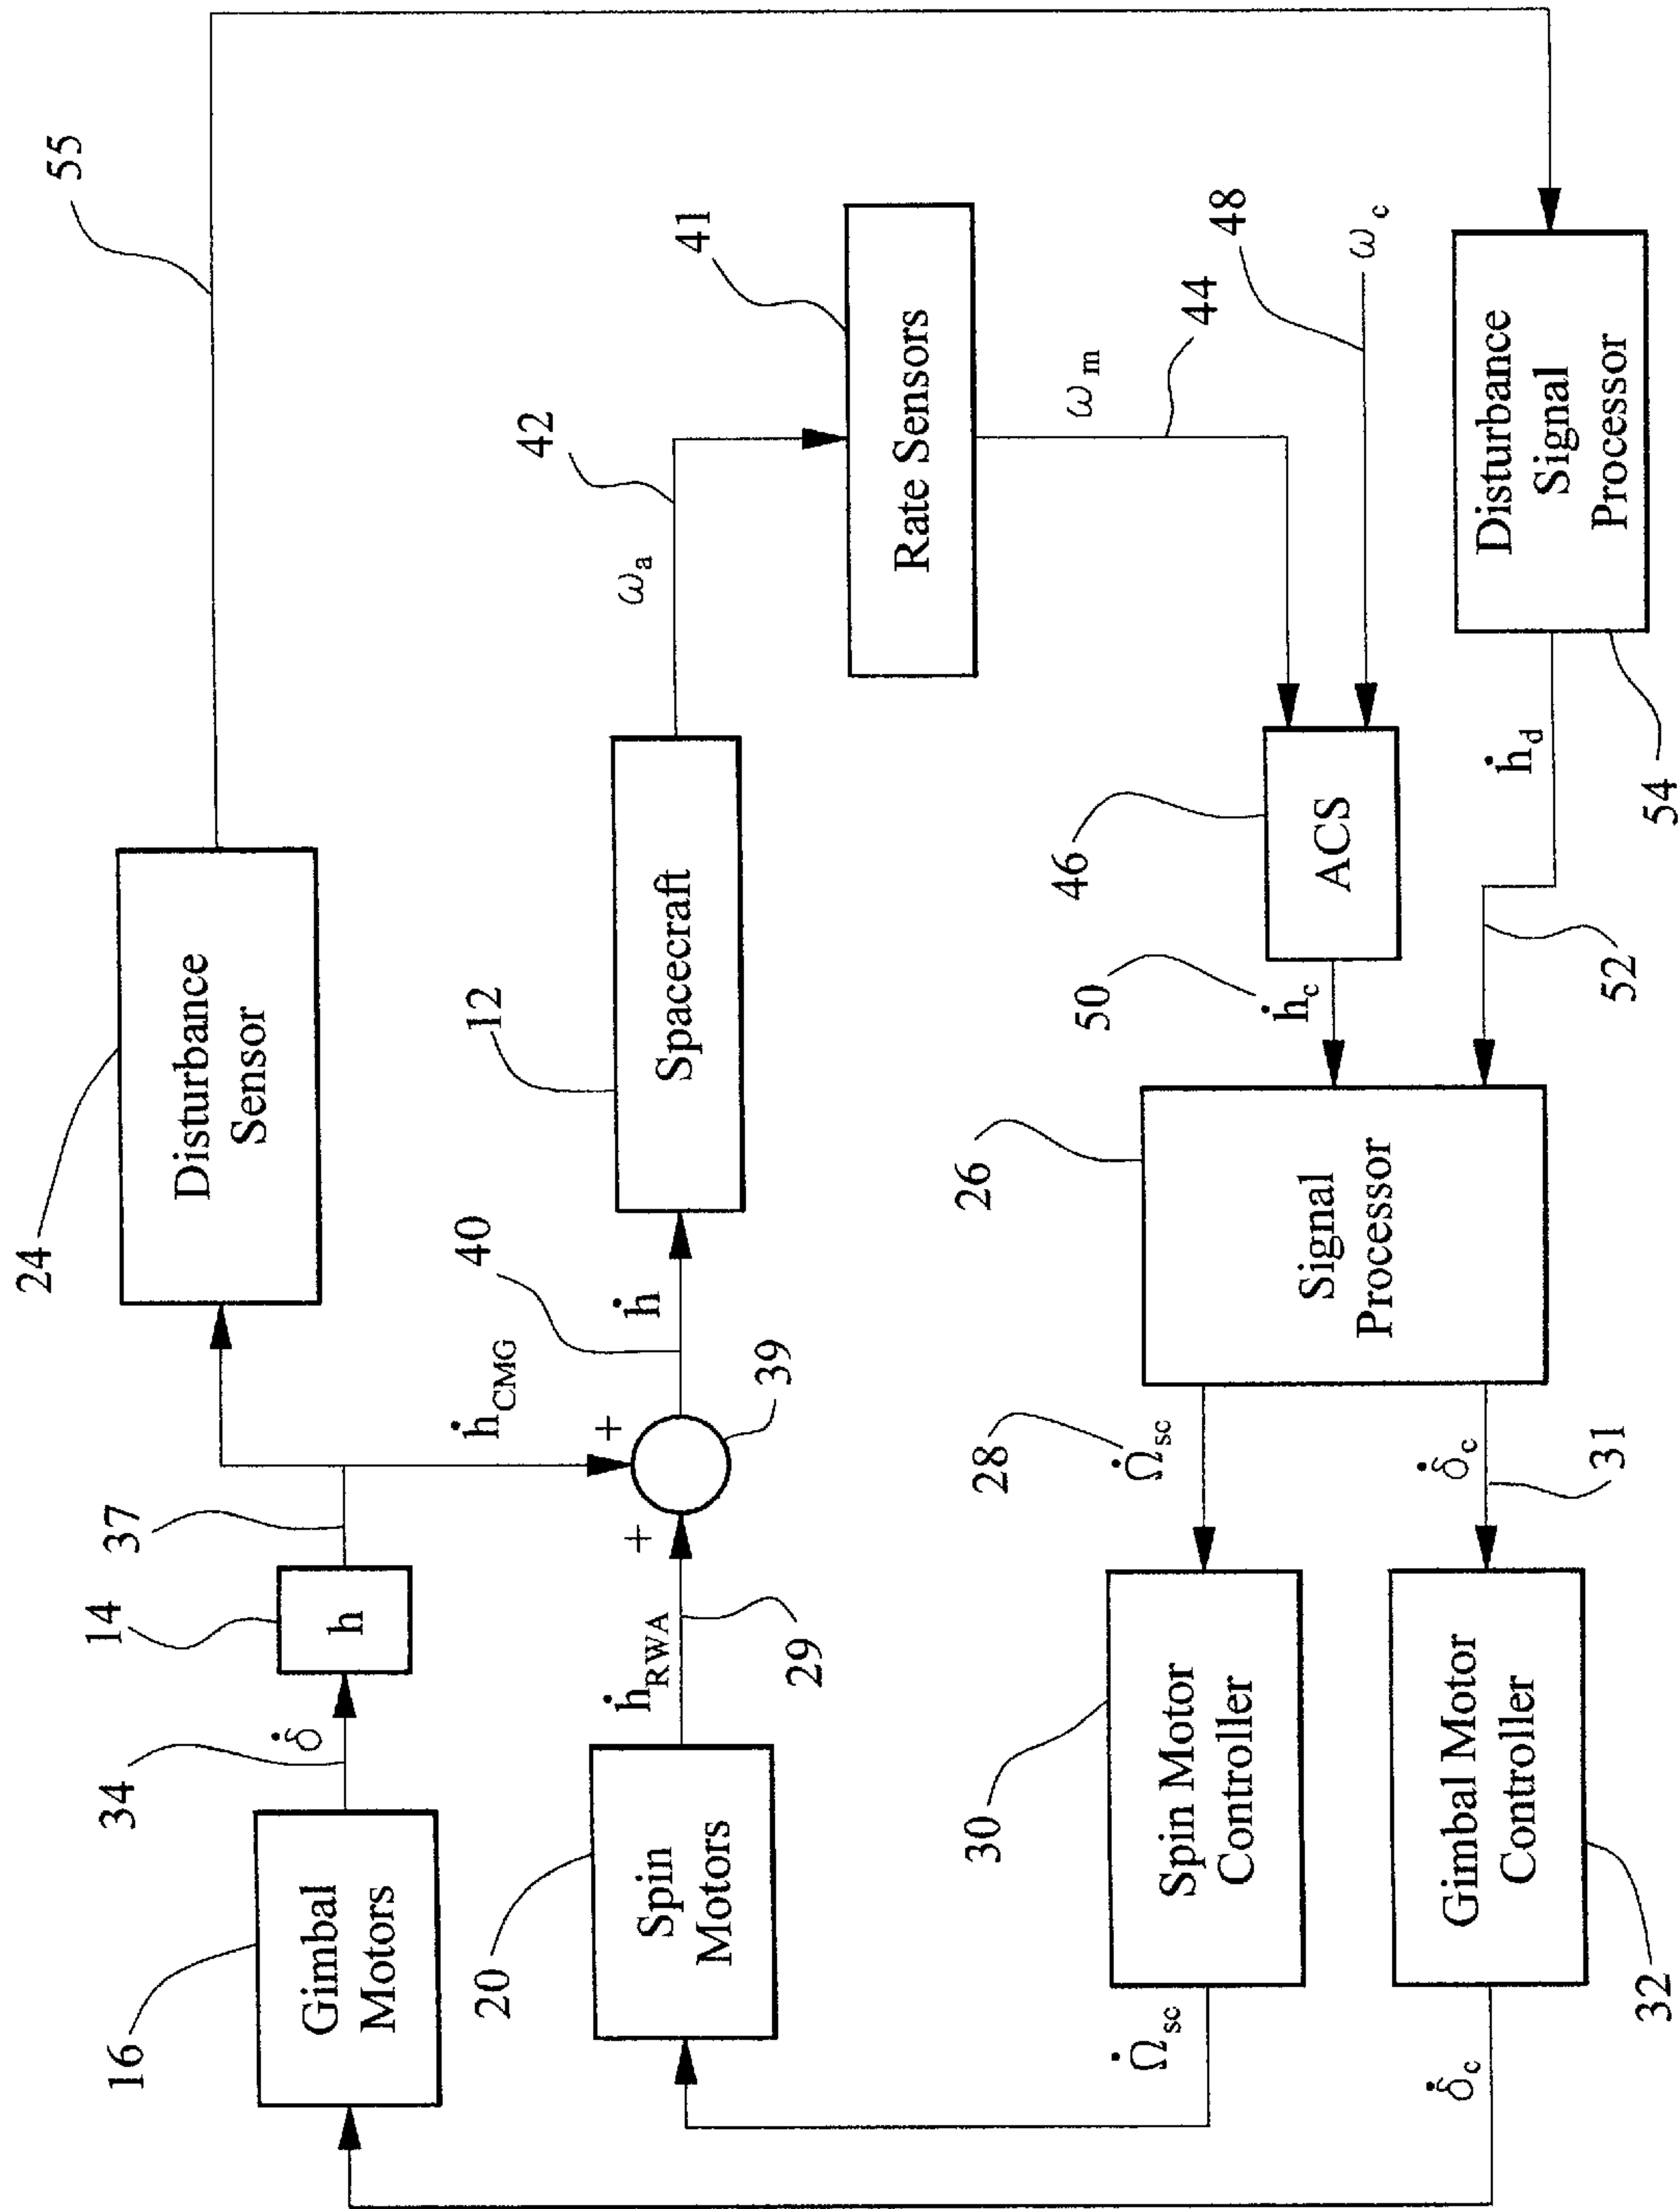 16
34
14
37
24
55
Gimbal
Motors
δ̇
h
Disturbance
Sensor
ḣCMG
20
ḣRWA
29
+
+
39
40
ḣ
12
42
ωa
Spin
Motors
Spacecraft
41
Rate Sensors
ωm
44
30
28
26
50
46
48
Ω̇sc
Ω̇sc
ḣc
ωc
Spin Motor
Controller
Signal
Processor
ACS
δ̇c
δ̇c
31
ḣd
52
Gimbal Motor
Controller
32
Disturbance
Signal
Processor
54